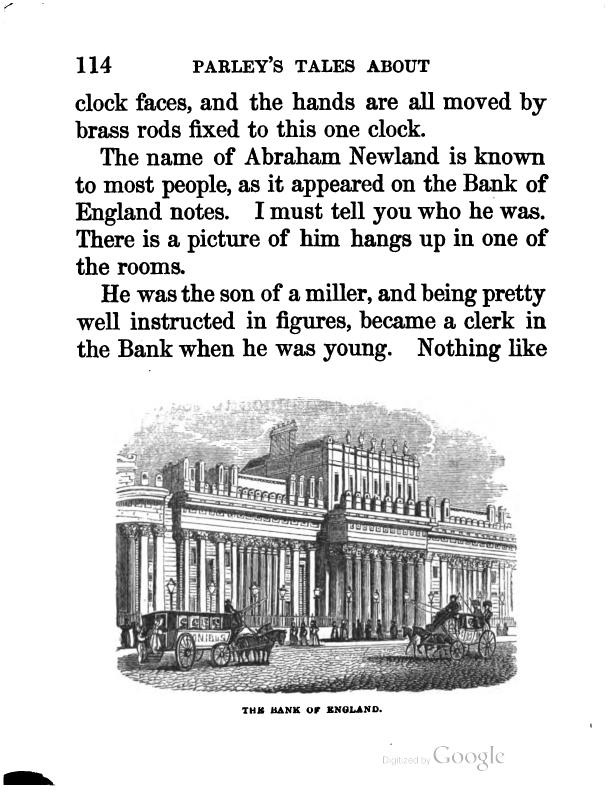 114 PARLEY'S TALES ABOUT
clock faces, and the hands are all moved by
brass rods fixed to this one clock.
The name of Abraham Newland is known
to most people, as it appeared on the Bank of
England notes. I must tell you who he was.
There is a picture of him hangs up in one of
the rooms.
He was the son of a miller, and being pretty
well instructed in figures, became a clerk in
the Bank when he was young. Nothing like
NIBUS
THE BANK OF ENGLAND.
Digitized by Google